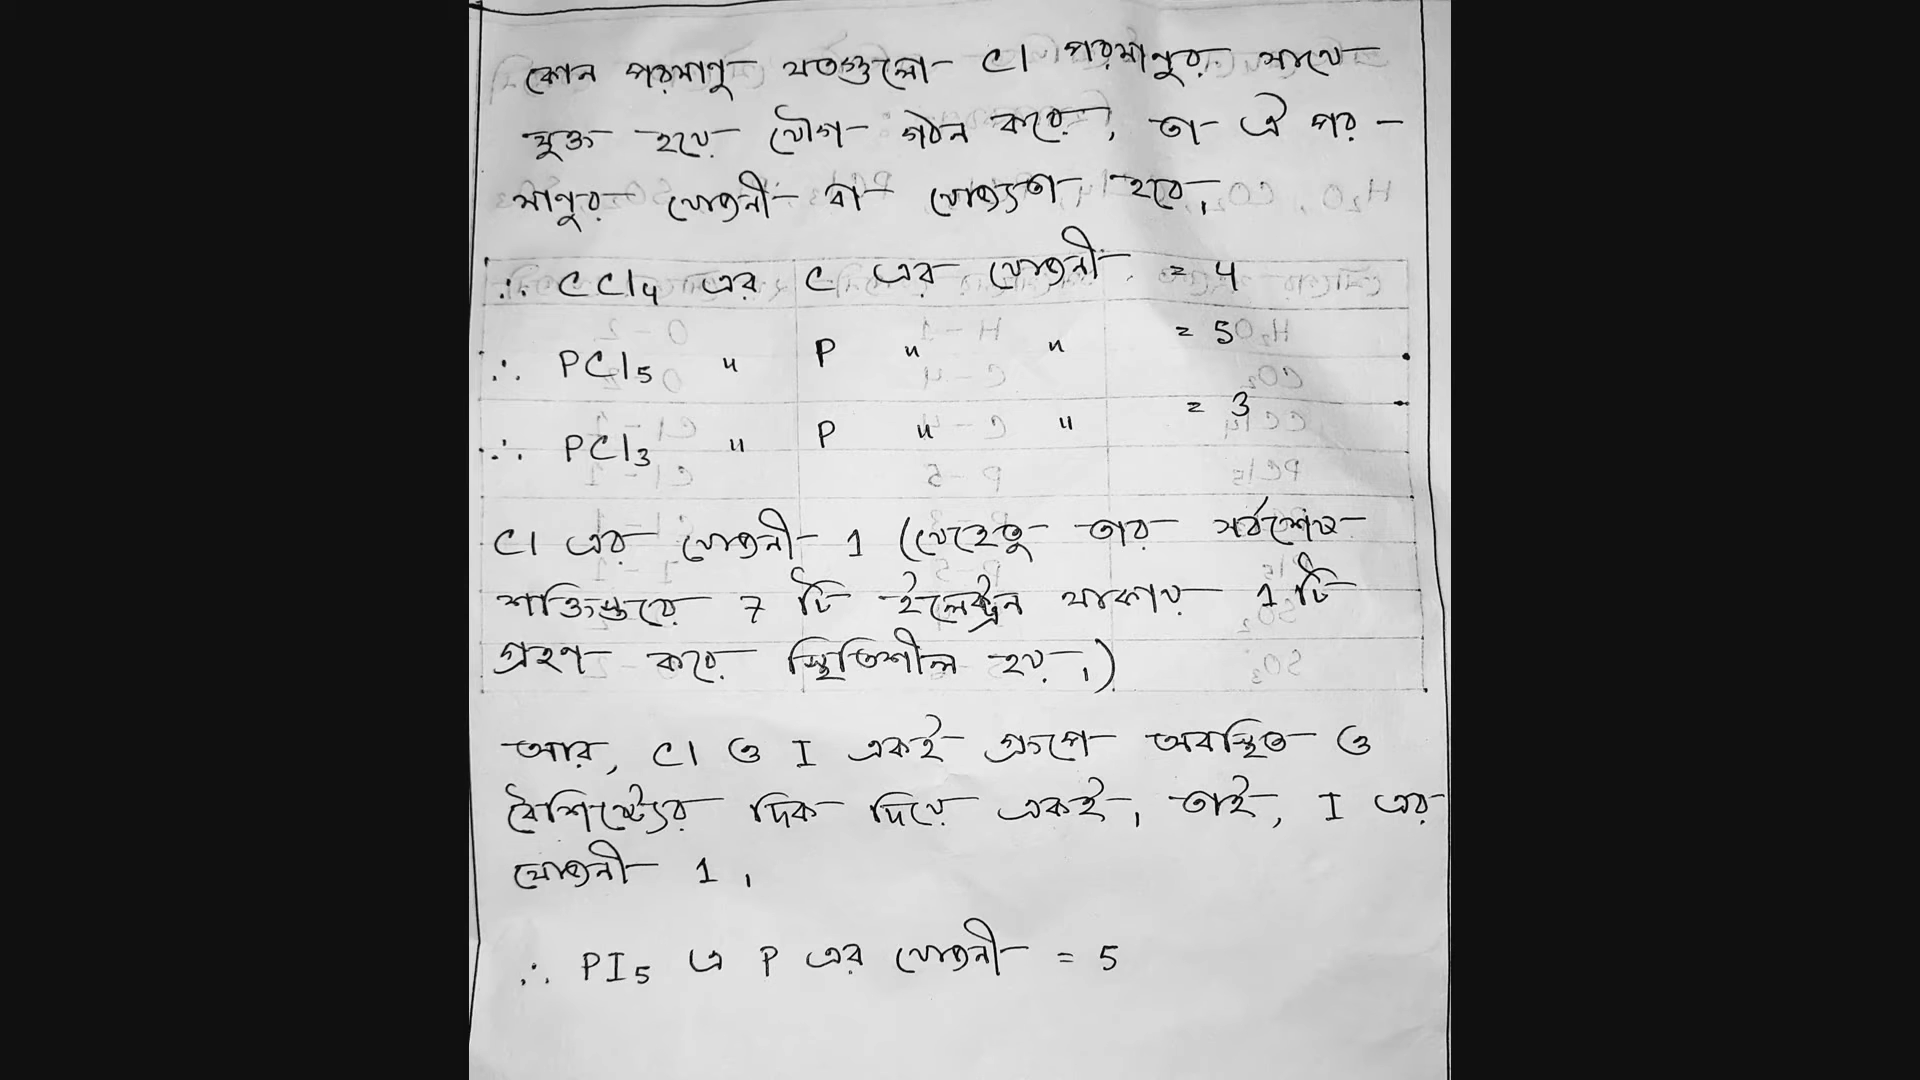 কোন পরমাণু যতগুলো Cl পরমাণুর সাথে
যুক্ত হয়ে যৌগ গঠন করে, তা ঐ পর-
মাণুর যোজনী বা যোজ্যতা হবে।
∴ CCl₄ এর C এর যোজনী = 4
∴ PCl₅ " P " " = 5
∴ PCl₃ " P " " = 3
Cl এর যোজনী 1 (যেহেতু তার সর্বশেষ
শক্তিস্তরে 7 টি ইলেক্ট্রন থাকায় 1 টি
গ্রহণ করে স্থিতিশীল হয়।)
আর, Cl ও I একই গ্রুপে অবস্থিত ও
বৈশিষ্ট্যের দিক দিয়ে একই। তাই, I এর
যোজনী 1।
∴ PI₅ এ P এর যোজনী = 5